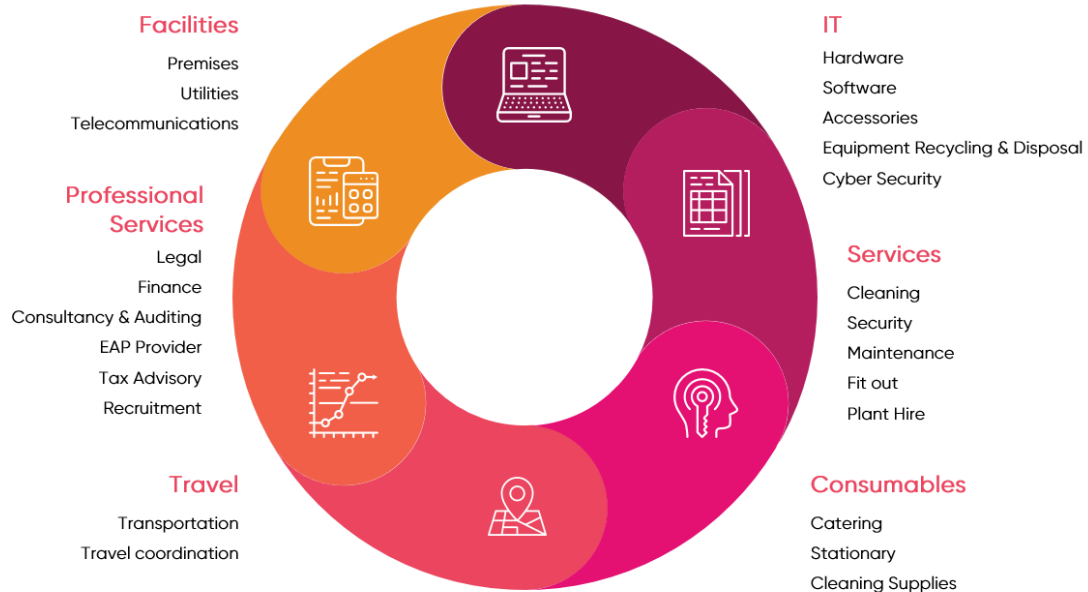 Facilities
Premises
Utilities
Telecommunications
Professional
Services
Legal
Finance
Consultancy & Auditing
EAP Provider
Tax Advisory
Recruitment
Travel
Transportation
Travel coordination
IT
Hardware
Software
Accessories
Equipment Recycling & Disposal
Cyber Security
Services
Cleaning
Security
Maintenance
Fit out
Plant Hire
Consumables
Catering
Stationary
Cleaning Supplies